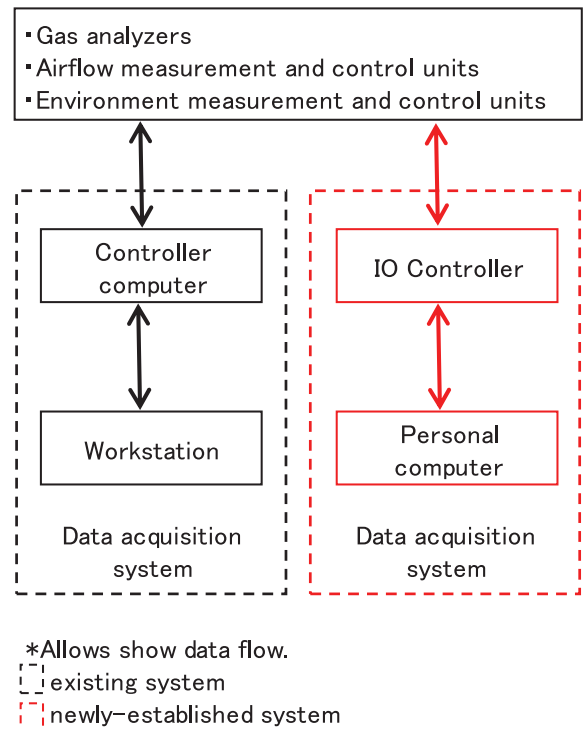 ・Gas analyzers
・Airflow measurement and control units
・Environment measurement and control units
Controller
computer
Workstation
Data acquisition
system
IO Controller
Personal
computer
Data acquisition
system
*Allows show data flow.
existing system
newly-established system